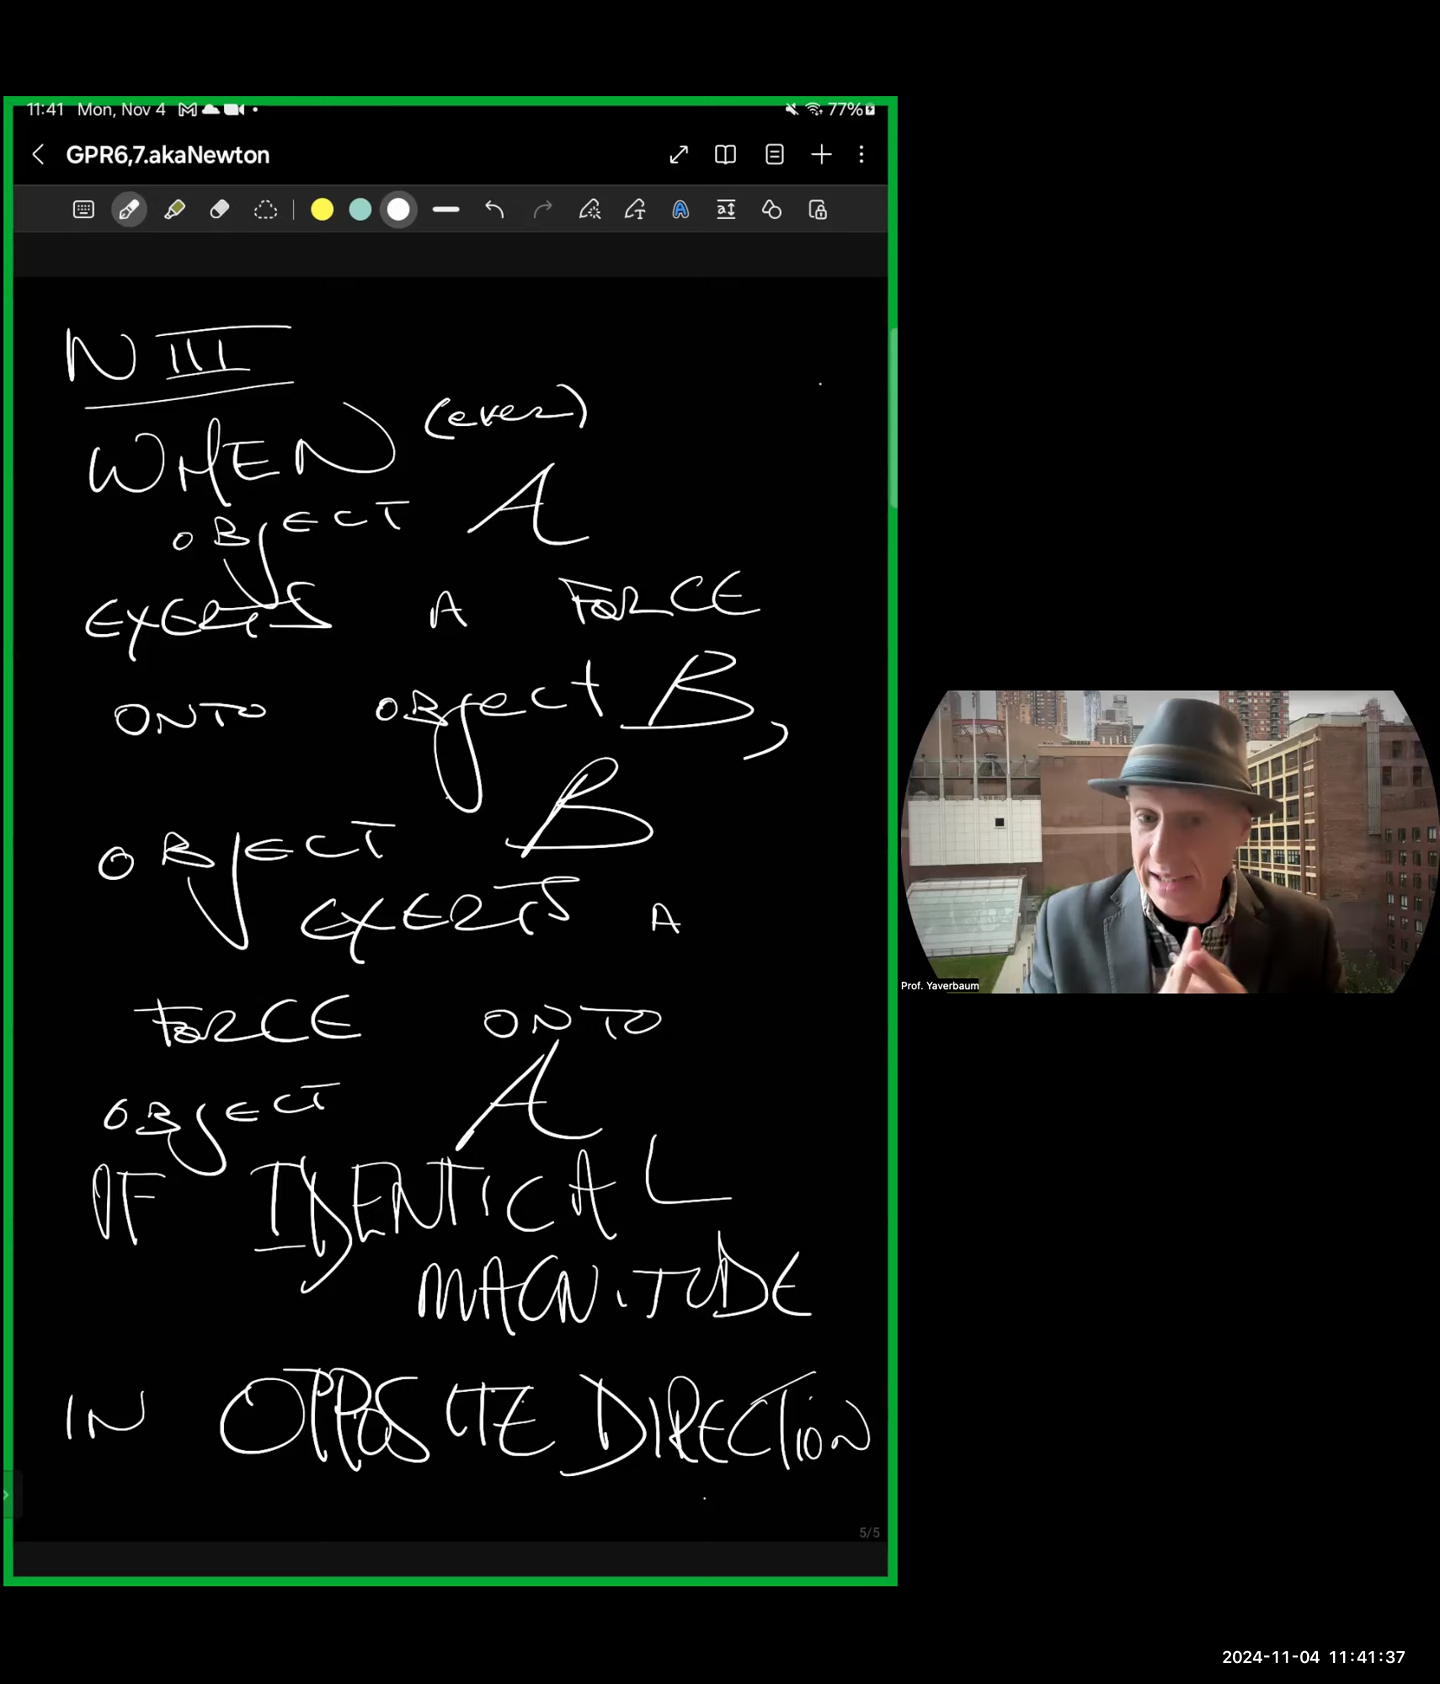 11:41 Mon, Nov 4 77%
GPR6,7.akaNewton
N III
WHEN (ever)
OBJECT A
EXERTS A FORCE
ONTO OBject B,
OBJECT B
EXERTS A
FORCE ONTO
OBJECT A
OF IDENTICAL
MAGNITUDE
IN OPPOSITE DIRECTION
5/5
Prof. Yaverbaum
2024-11-04 11:41:37